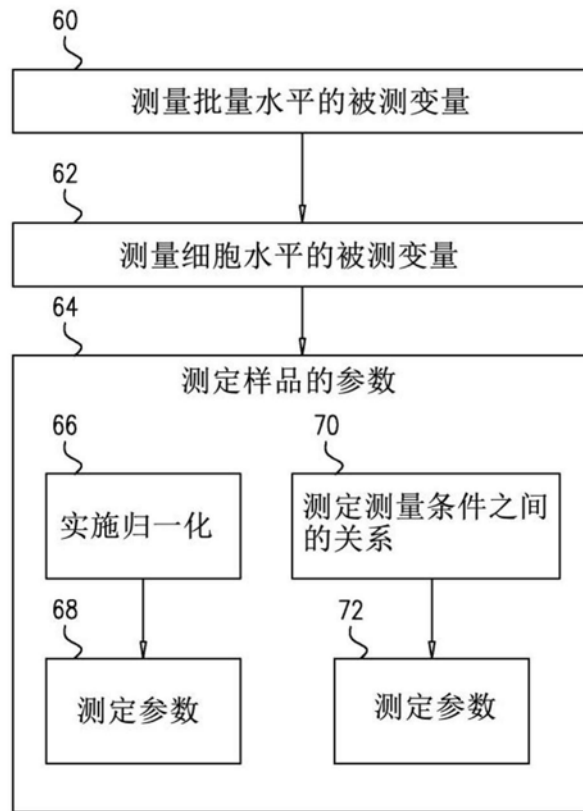 60
测量批量水平的被测变量
62
测量细胞水平的被测变量
64
测定样品的参数
66
实施归一化
68
测定参数
70
测定测量条件之间
的关系
72
测定参数